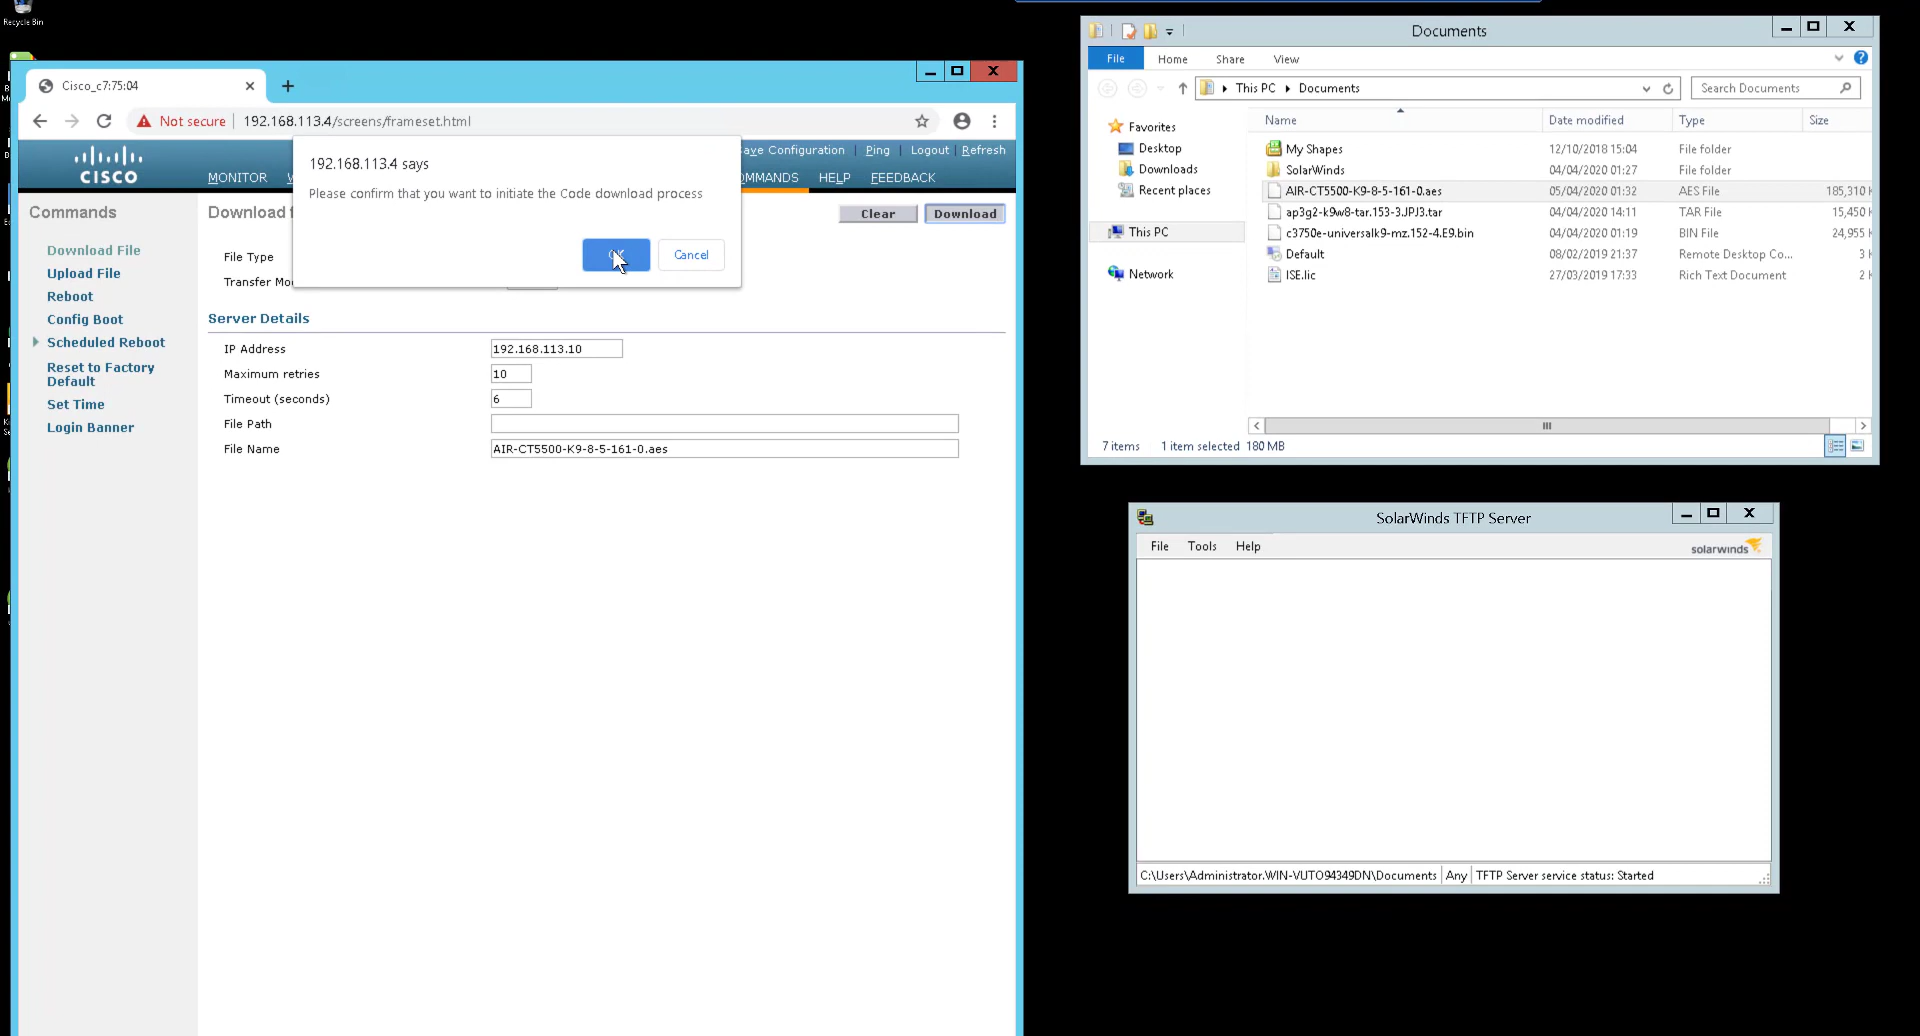 Recycle Bin
Cisco_c7:75:04
Not secure
192.168.113.4/screens/frameset.html
192.168.113.4 says
Please confirm that you want to initiate the Code download process
Cancel
CISCO
MONITOR
Configuration
Ping
Logout
Refresh
HELP
FEEDBACK
Commands
Download File
Upload File
Reboot
Config Boot
Scheduled Reboot
Reset to Factory
Default
Set Time
Login Banner
Download
Clear
Download
File Type
Transfer
Server Details
IP Address
192.168.113.10
Maximum retries
10
Timeout (seconds)
6
File Path
File Name
AIR-CT5500-K9-8-5-161-0.aes
Documents
File
Home
Share
View
This PC
Documents
Search Documents
Name
Date modified
Type
Size
Favorites
Desktop
Downloads
Recent places
This PC
Network
My Shapes 12/10/2018 15:04 File folder
SolarWinds 04/04/2020 01:27 File folder
AIR-CT5500-K9-8-5-161-0.aes 05/04/2020 01:32 AES File 185,310
ap3g2-k9w8-tar.153-3.JPJ3.tar 04/04/2020 14:11 TAR File 15,450
c3750e-universalk9-mz.152-4.E9.bin 04/04/2020 01:19 BIN File 24,955
Default 08/02/2019 21:37 Remote Desktop Co... 3
ISE.lic 27/03/2019 17:33 Rich Text Document 2
7 items
1 item selected 180 MB
SolarWinds TFTP Server
File
Tools
Help
solarwinds
C:\Users\Administrator.WIN-VUTO94349DN\Documents
Any
TFTP Server service status: Started